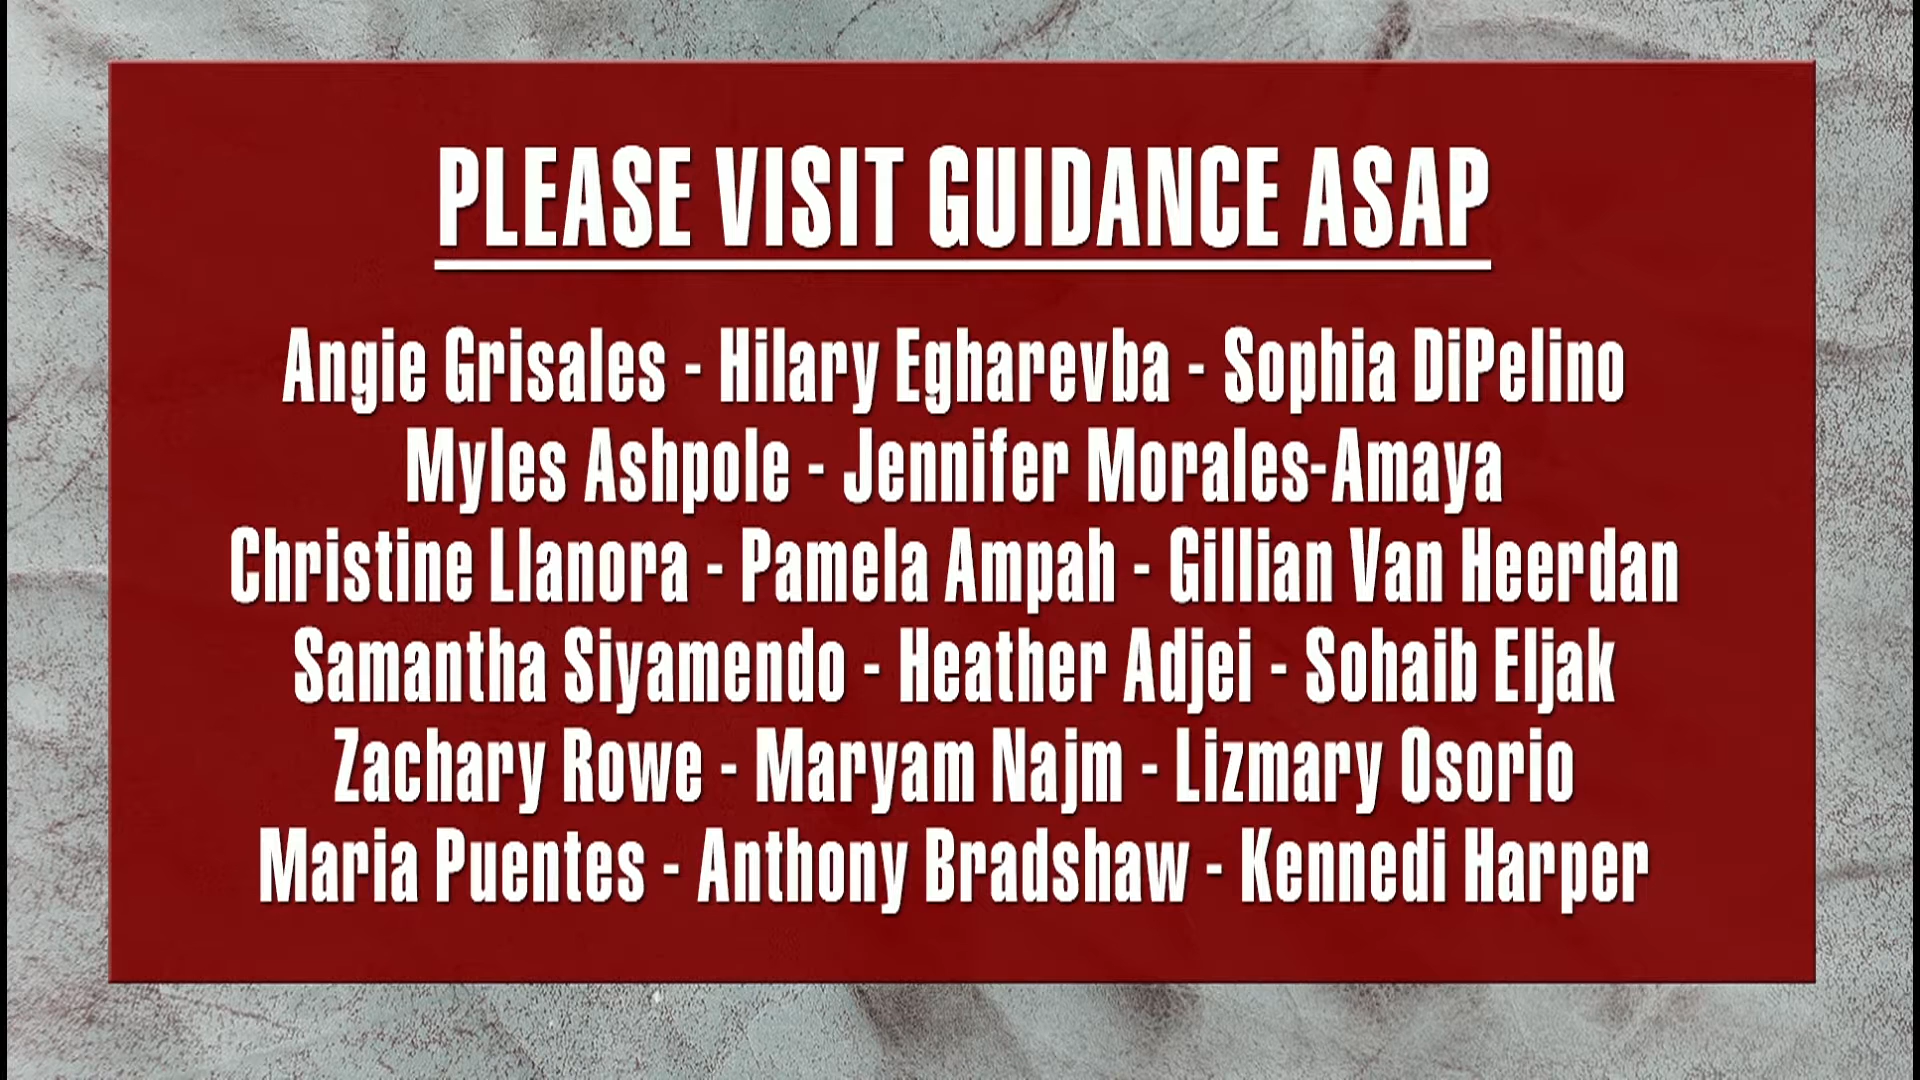 PLEASE VISIT GUIDANCE ASAP
Angie Grisales - Hilary Egharevba - Sophia DiPelino
Myles Ashpole - Jennifer Morales-Amaya
Christine Llanora - Pamela Ampah - Gillian Van Heerdan
Samantha Siyamendo - Heather Adjei - Sohaib Eljak
Zachary Rowe - Maryam Najm - Lizmary Osorio
Maria Puentes - Anthony Bradshaw - Kennedi Harper